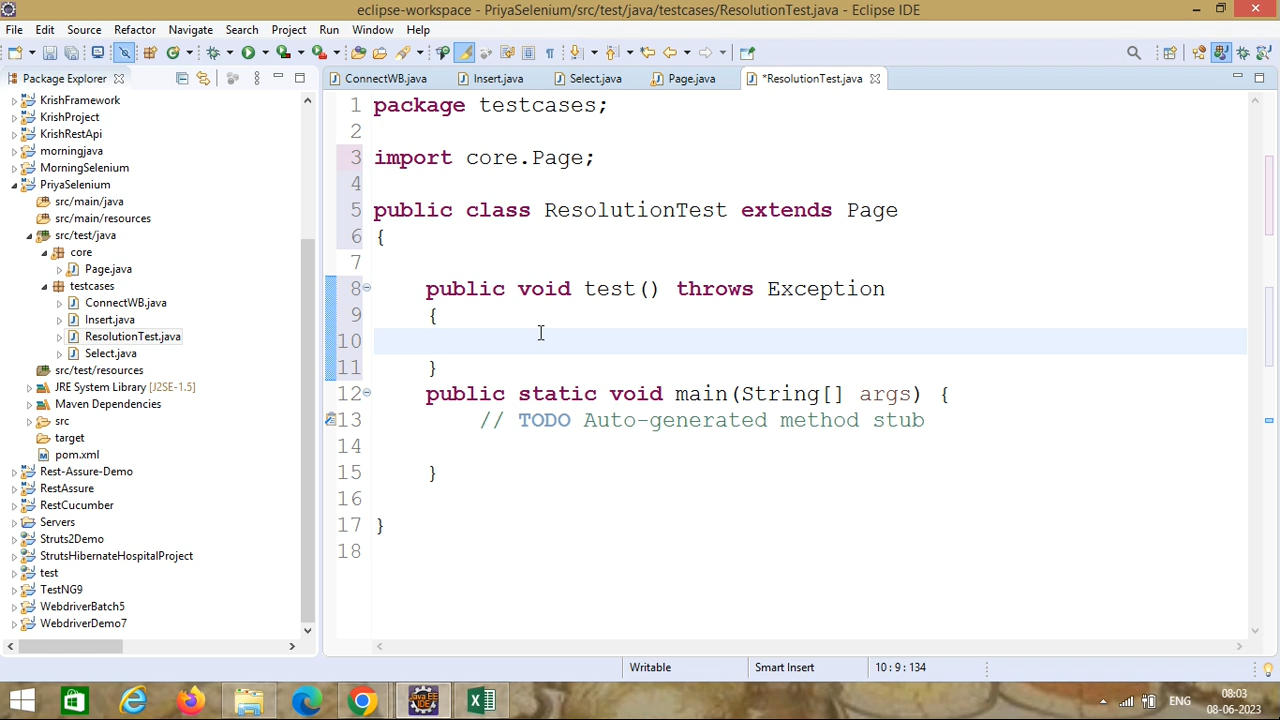 eclipse-workspace - PriyaSelenium/src/test/java/testcases/ResolutionTest.java - Eclipse IDE
File Edit Source Refactor Navigate Search Project Run Window Help
Package Explorer
ConnectWB.java Insert.java Select.java Page.java *ResolutionTest.java
KrishFramework
KrishProject
KrishRestApi
morningjava
MorningSelenium
PriyaSelenium
src/main/java
src/main/resources
src/test/java
core
Page.java
testcases
ConnectWB.java
Insert.java
ResolutionTest.java
Select.java
src/test/resources
JRE System Library [J2SE-1.5]
Maven Dependencies
src
target
pom.xml
Rest-Assure-Demo
RestAssure
RestCucumber
Servers
Struts2Demo
StrutsHibernateHospitalProject
test
TestNG9
WebdriverBatch5
WebdriverDemo7
1 package testcases;
2
3 import core.Page;
4
5 public class ResolutionTest extends Page
6 {
7
8 public void test() throws Exception
9 {
10
11 }
12 public static void main(String[] args) {
13 // TODO Auto-generated method stub
14
15 }
16
17 }
18
Writable Smart Insert 10 : 9 : 134
Java EE IDE
ENG
08:03
08-06-2023